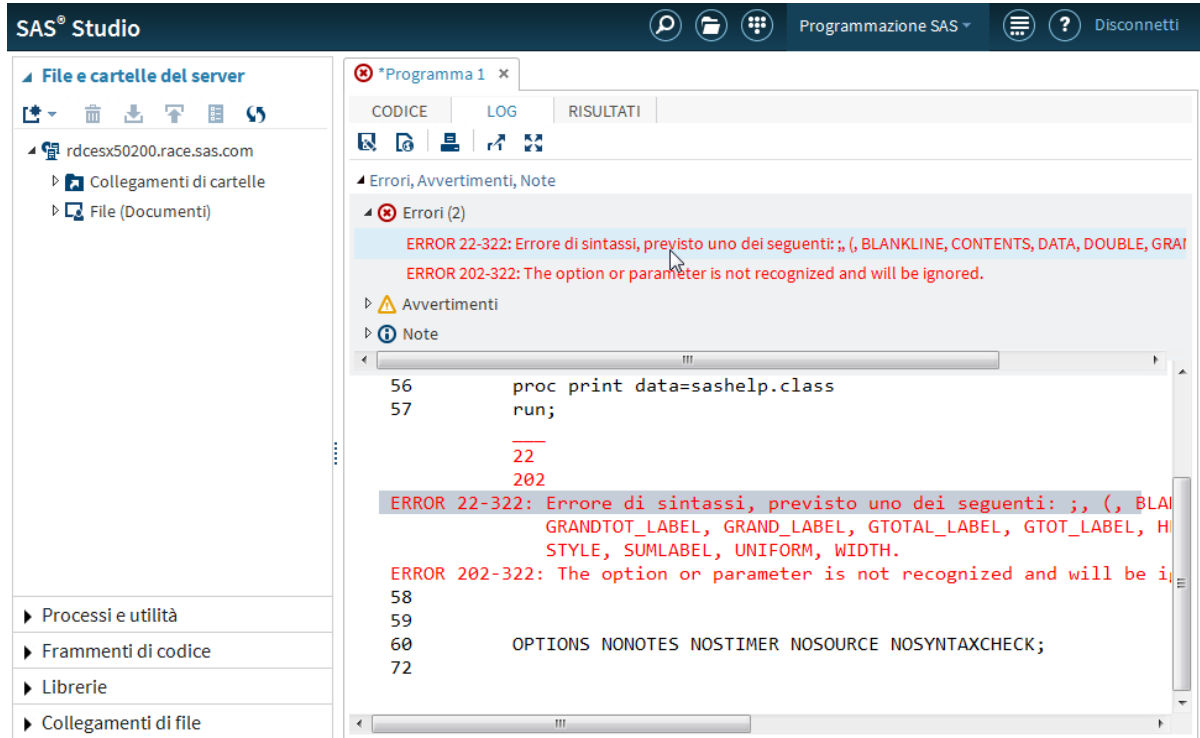 SAS® Studio
Programmazione SAS
Disconnetti
File e cartelle del server
rdcesx50200.race.sas.com
Collegamenti di cartelle
File (Documenti)
Processi e utilità
Frammenti di codice
Librerie
Collegamenti di file
*Programma 1
CODICE LOG RISULTATI
Errori, Avvertimenti, Note
Errori (2)
ERROR 22-322: Errore di sintassi, previsto uno dei seguenti: ;, (, BLANKLINE, CONTENTS, DATA, DOUBLE,
ERROR 202-322: The option or parameter is not recognized and will be ignored.
Avvertimenti
Note
56 proc print data=sashelp.class
57 run;
___
22
202
ERROR 22-322: Errore di sintassi, previsto uno dei seguenti: ;, (,
GRANDTOT_LABEL, GRAND_LABEL, GTOTAL_LABEL, GTOT_LABEL,
STYLE, SUMLABEL, UNIFORM, WIDTH.
ERROR 202-322: The option or parameter is not recognized and will be
58
59
60 OPTIONS NONOTES NOSTIMER NOSOURCE NOSYNTAXCHECK;
72